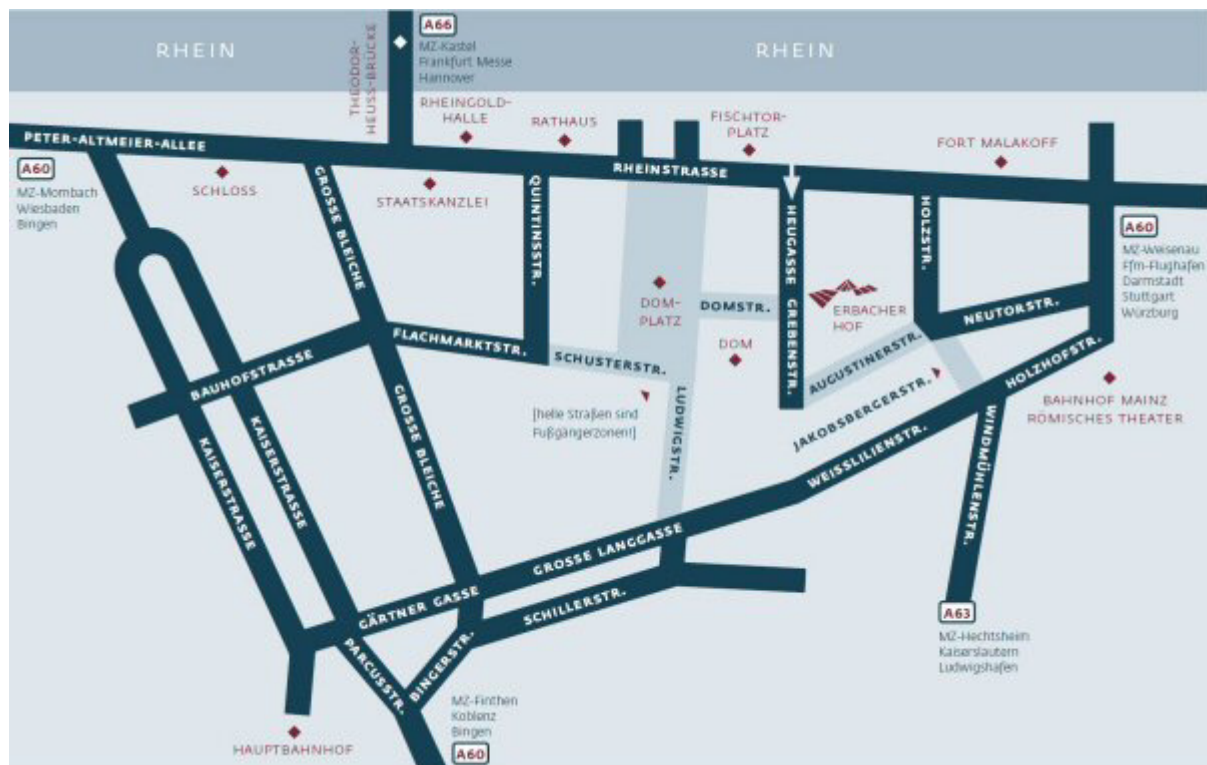 RHEIN
RHEIN
THEODOR-
HEUSS-BRÜCKE
A66
MZ-Kastel
Frankfurt Messe
Hannover
RHEINGOLD-
HALLE
RATHAUS
FISCHTOR-
PLATZ
FORT MALAKOFF
PETER-ALTMEIER-ALLEE
RHEINSTRASSE
A60
MZ-Mombach
Wiesbaden
Bingen
SCHLOSS
STAATSKANZLEI
GROSSE BLEICHE
QUINTINSSTR.
HEUGASSE
GREBENSTR.
HOLZSTR.
A60
MZ-Weisenau
Ffm-Flughafen
Darmstadt
Stuttgart
Würzburg
DOM-
PLATZ
DOMSTR.
ERBACHER
HOF
NEUTORSTR.
FLACHMARKTSTR.
SCHUSTERSTR.
DOM
AUGUSTINERSTR.
HOLZHOFSTR.
BAUHOFSTRASSE
JAKOBSBERGERSTR.
BAHNHOF MAINZ
RÖMISCHES THEATER
[helle Straßen sind
Fußgängerzonen!]
LUDWIGSTR.
KAISERSTRASSE
KAISERSTRASSE
GROSSE BLEICHE
WEISSLILIENSTR.
WINDMÜHLENSTR.
GROSSE LANGGASSE
GÄRTNER GASSE
SCHILLERSTR.
PARCUSSTR.
BINGERSTR.
A63
MZ-Hechtsheim
Kaiserslautern
Ludwigshafen
HAUPTBAHNHOF
MZ-Finthen
Koblenz
Bingen
A60